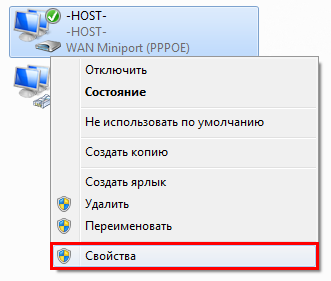 -HOST-
-HOST-
WAN Miniport (PPPOE)
Отключить
Состояние
Не использовать по умолчанию
Создать копию
Создать ярлык
Удалить
Переименовать
Свойства